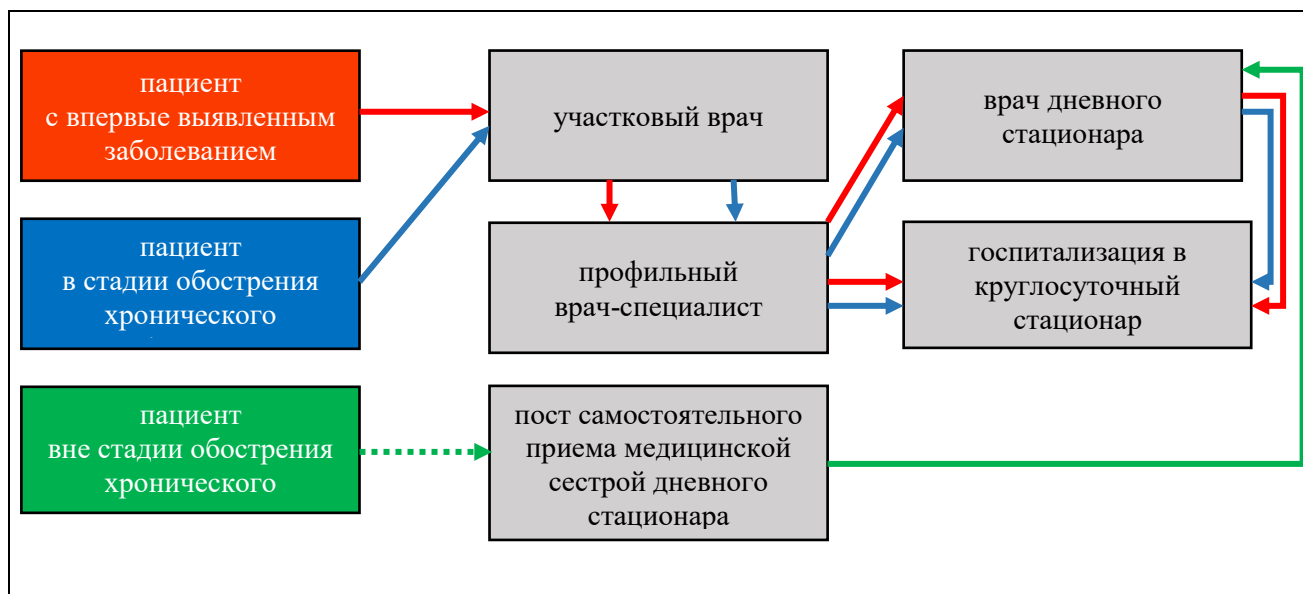 пациент
с впервые выявленным
заболеванием
участковый врач
врач дневного
стационара
пациент
в стадии обострения
хронического
профильный
врач-специалист
госпитализация в
круглосуточный
стационар
пациент
вне стадии обострения
хронического
пост самостоятельного
приема медицинской
сестрой дневного
стационара